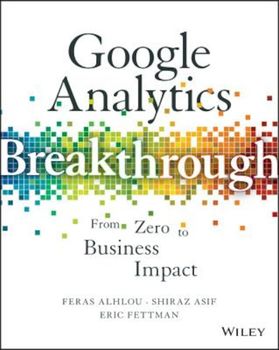 Google
Analytics
Breakthrough
From Zero to
Business
Impact
FERAS ALHLOU · SHIRAZ ASIF
ERIC FETTMAN
WILEY